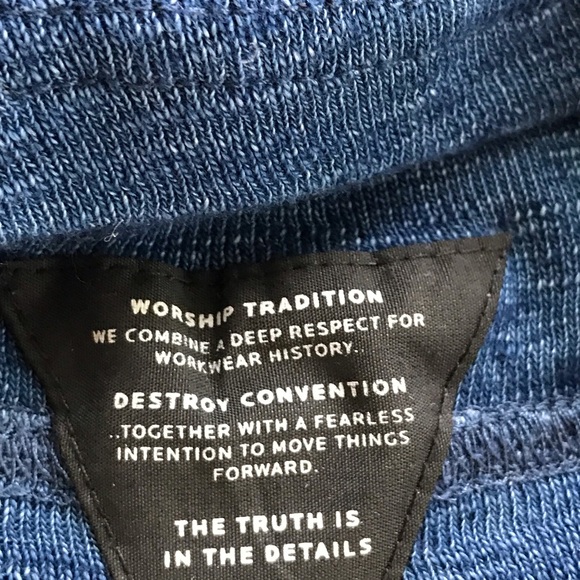 WORSHIP TRADITION
WE COMBINE A DEEP RESPECT FOR
WORKWEAR HISTORY..
DESTROY CONVENTION
..TOGETHER WITH A FEARLESS
INTENTION TO MOVE THINGS
FORWARD.
THE TRUTH IS
IN THE DETAILS